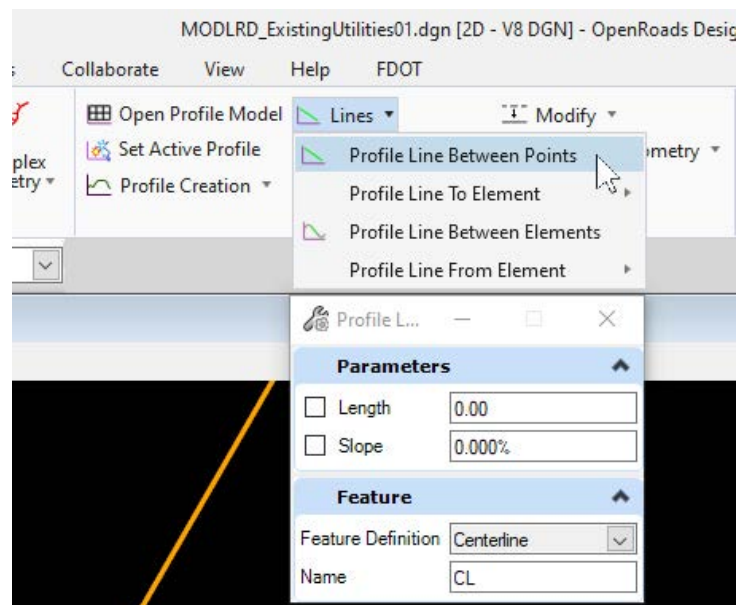 MODLRD_ExistingUtilities01.dgn [2D - V8 DGN] - OpenRoads Desig
Collaborate View Help FDOT
Open Profile Model Lines Modify
plex Set Active Profile ometry
etry Profile Creation
Profile Line Between Points
Profile Line To Element
Profile Line Between Elements
Profile Line From Element
Profile L...
Parameters
Length 0.00
Slope 0.000%
Feature
Feature Definition Centerline
Name CL